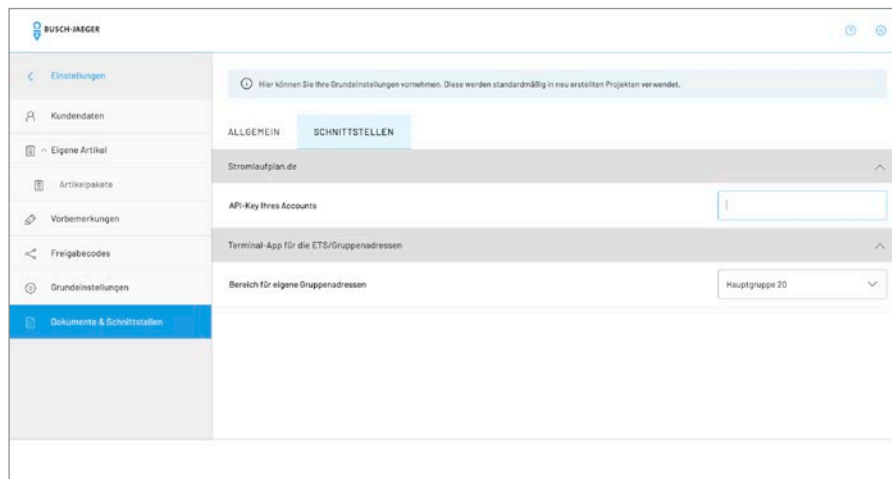 BUSCH-JAEGER
Einstellungen
Kundendaten
Eigene Artikel
Artikelpakete
Vorbemerkungen
Freigabecodes
Grundeinstellungen
Dokumente & Schnittstellen
Hier können Sie Ihre Grundeinstellungen vornehmen. Diese werden standardmäßig in neu erstellten Projekten verwendet.
ALLGEMEIN SCHNITTSTELLEN
Stromlaufplan.de
API-Key Ihres Accounts
Terminal-App für die ETS/Gruppenadressen
Bereich für eigene Gruppenadressen Hauptgruppe 20